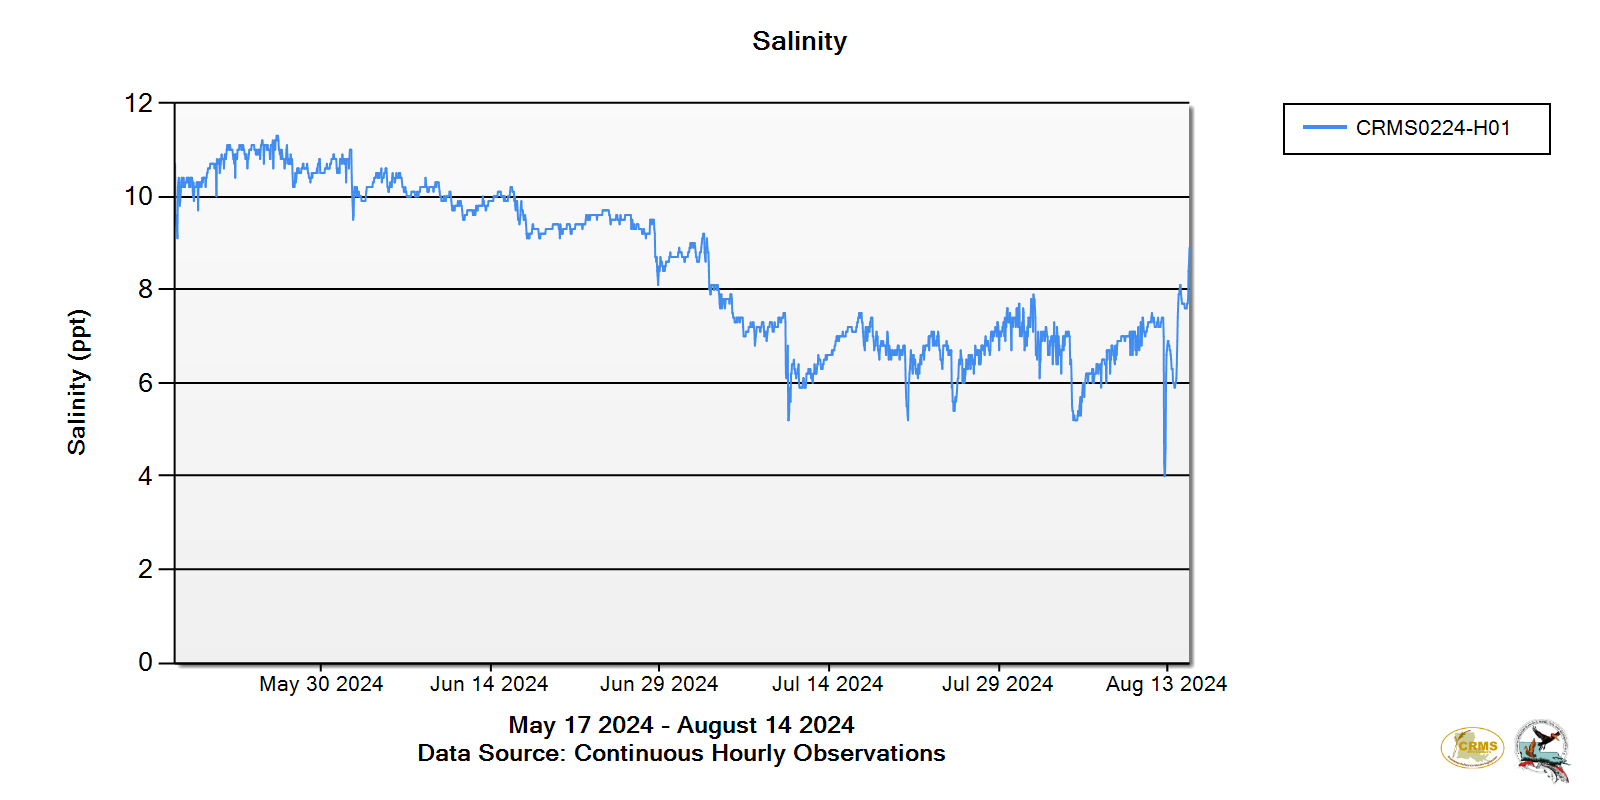 Salinity
12
10
8
6
4
2
0
Salinity (ppt)
CRMS0224-H01
May 30 2024
Jun 14 2024
Jun 29 2024
Jul 14 2024
Jul 29 2024
Aug 13 2024
May 17 2024 - August 14 2024
Data Source: Continuous Hourly Observations
CRMS